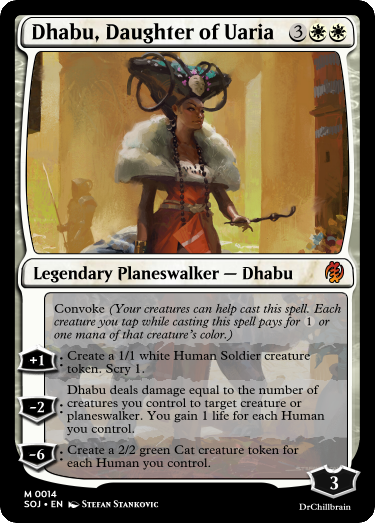 Dhabu, Daughter of Uaria 3
Legendary Planeswalker — Dhabu
Convoke (Your creatures can help cast this spell. Each
creature you tap while casting this spell pays for 1 or
one mana of that creature's color.)
+1: Create a 1/1 white Human Soldier creature
token. Scry 1.
Dhabu deals damage equal to the number of
-2: creatures you control to target creature or
planeswalker. You gain 1 life for each Human
you control.
-6: Create a 2/2 green Cat creature token for
each Human you control.
3
M 0014
SOJ • EN Stefan Stankovic
DrChillbrain